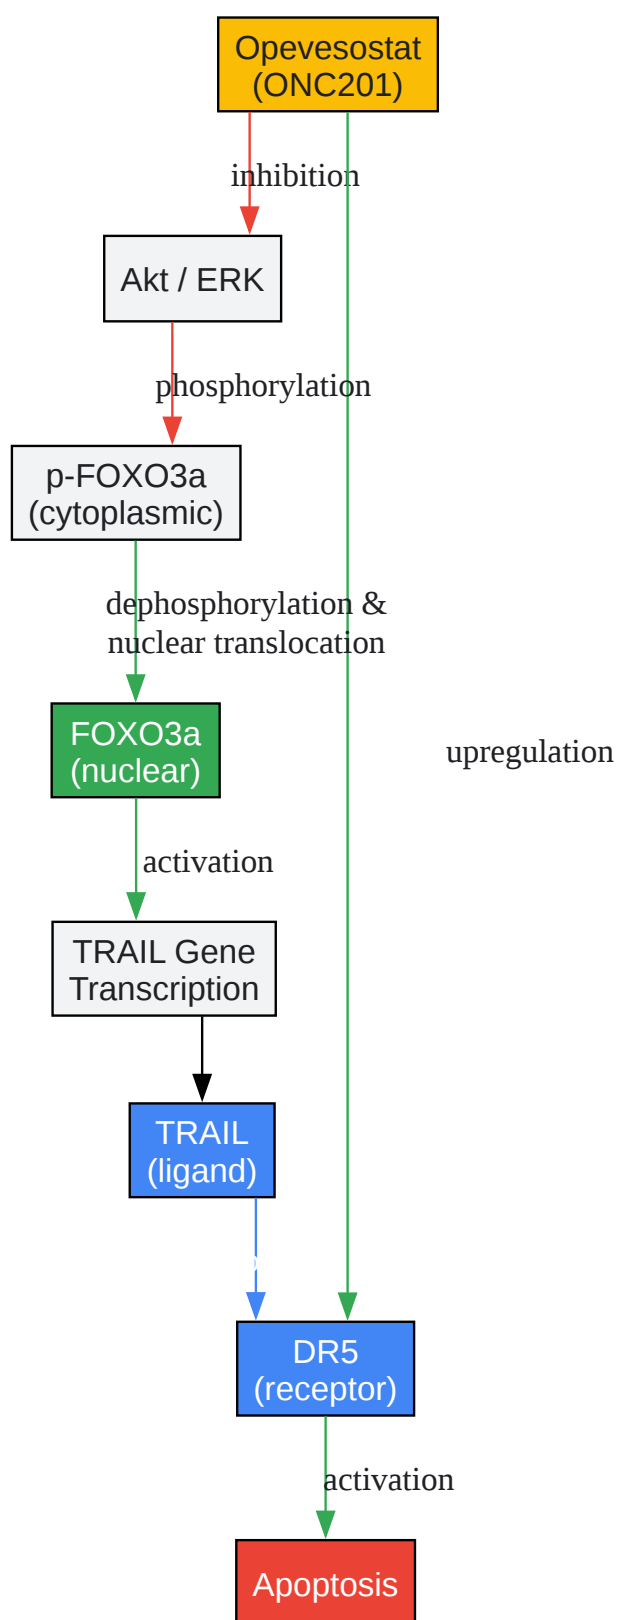 Opevesostat
(ONC201)
inhibition
Akt / ERK
phosphorylation
p-FOXO3a
(cytoplasmic)
dephosphorylation &
nuclear translocation
FOXO3a
(nuclear)
upregulation
activation
TRAIL Gene
Transcription
TRAIL
(ligand)
DR5
(receptor)
activation
Apoptosis